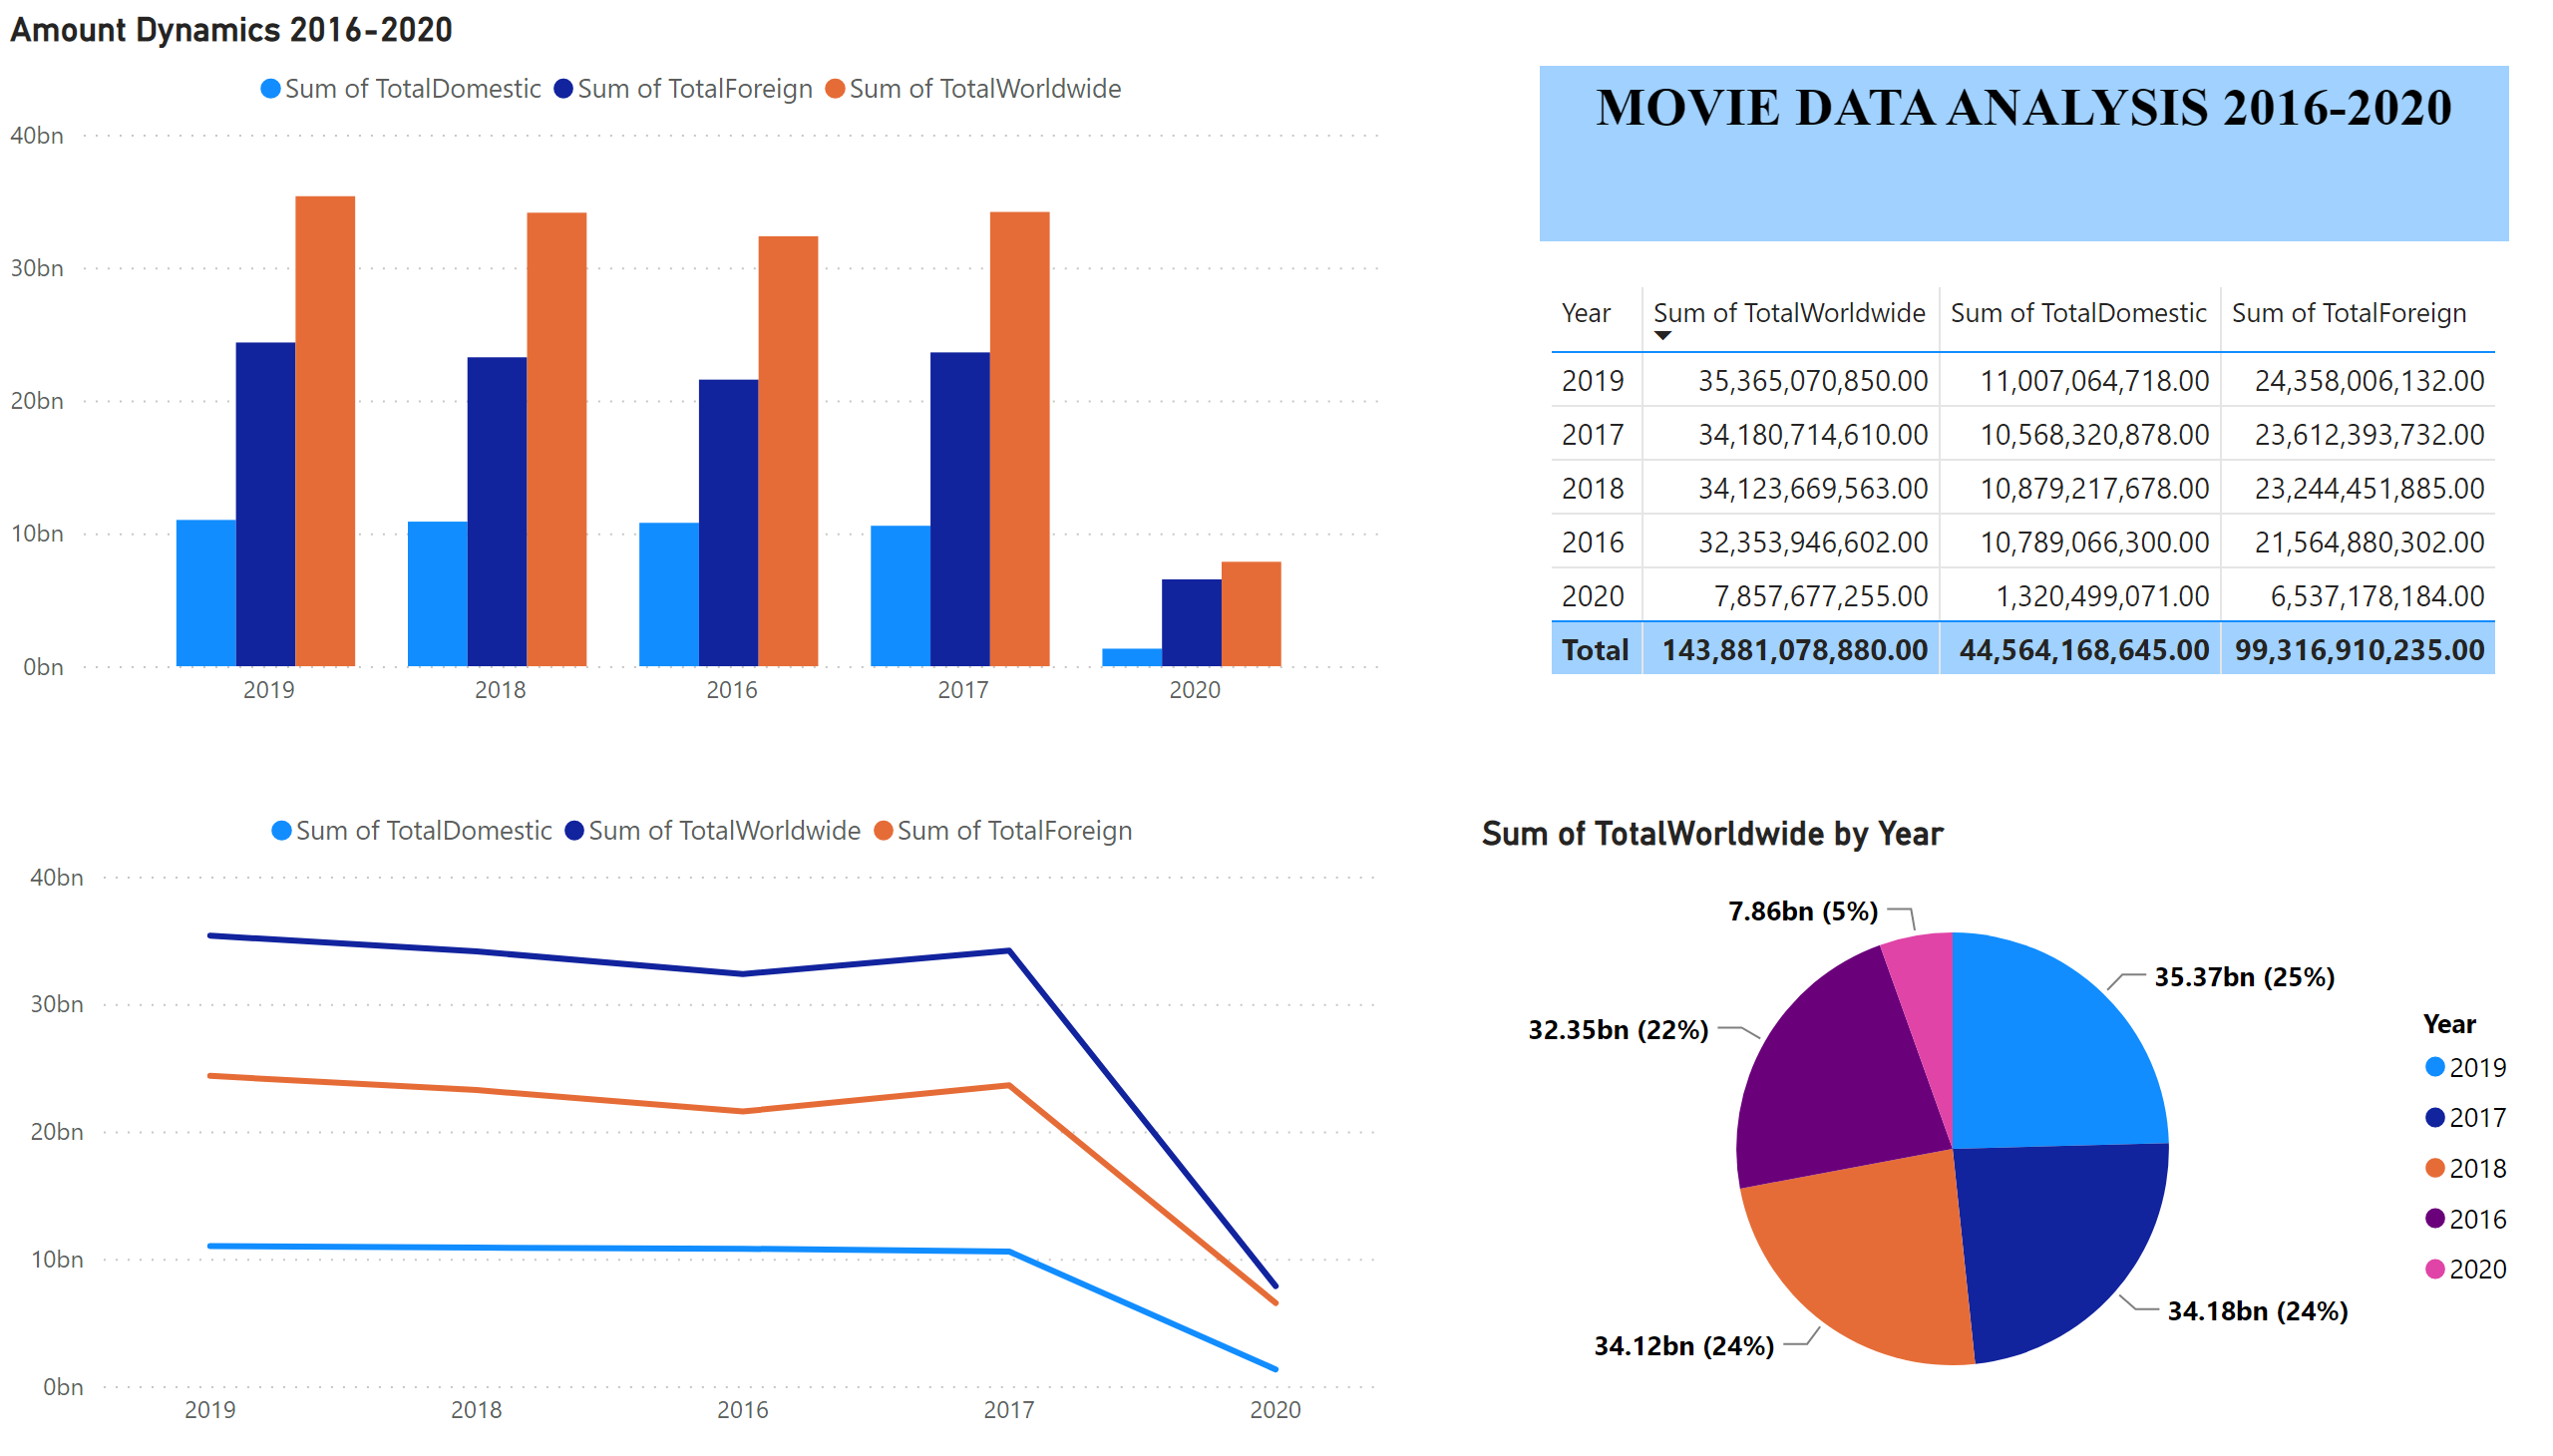 Amount Dynamics 2016-2020
Sum of TotalDomestic Sum of TotalForeign Sum of TotalWorldwide
40bn
30bn
20bn
10bn
0bn
2019 2018 2016 2017 2020
MOVIE DATA ANALYSIS 2016-2020
Year Sum of TotalWorldwide Sum of TotalDomestic Sum of TotalForeign
2019 35,365,070,850.00 11,007,064,718.00 24,358,006,132.00
2017 34,180,714,610.00 10,568,320,878.00 23,612,393,732.00
2018 34,123,669,563.00 10,879,217,678.00 23,244,451,885.00
2016 32,353,946,602.00 10,789,066,300.00 21,564,880,302.00
2020 7,857,677,255.00 1,320,499,071.00 6,537,178,184.00
Total 143,881,078,880.00 44,564,168,645.00 99,316,910,235.00
Sum of TotalDomestic Sum of TotalWorldwide Sum of TotalForeign
40bn
30bn
20bn
10bn
0bn
2019 2018 2016 2017 2020
Sum of TotalWorldwide by Year
7.86bn (5%)
35.37bn (25%)
32.35bn (22%)
34.18bn (24%)
34.12bn (24%)
Year
2019
2017
2018
2016
2020